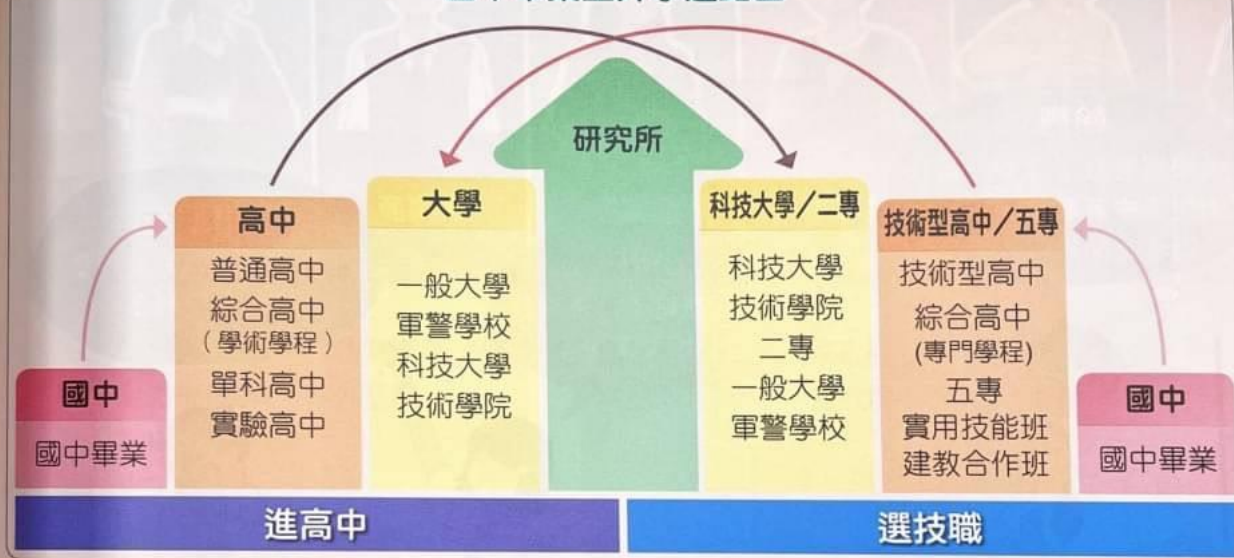 研究所
高中
普通高中
綜合高中
（學術學程）
單科高中
實驗高中
大學
一般大學
軍警學校
科技大學
技術學院
科技大學／二專
科技大學
技術學院
二專
一般大學
軍警學校
技術型高中／五專
技術型高中
綜合高中
(專門學程)
五專
實用技能班
建教合作班
國中
國中畢業
國中
國中畢業
進高中
選技職